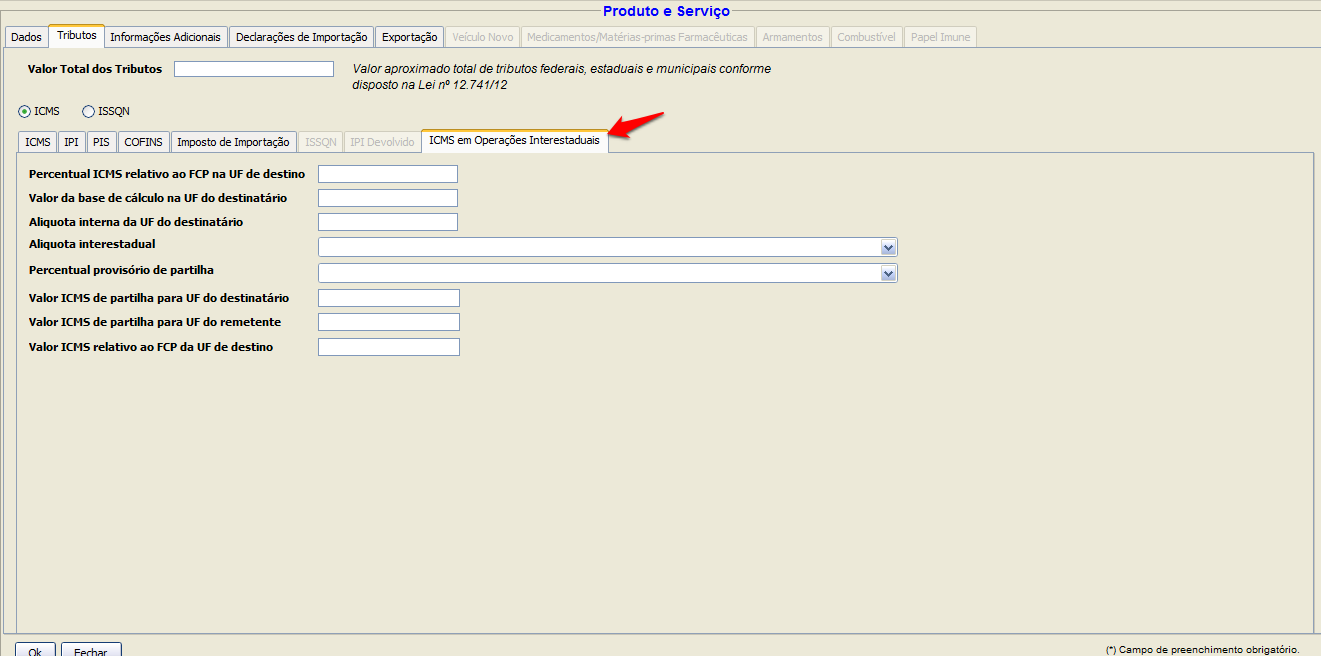 Produto e Serviço
Dados Tributos Informações Adicionais Declarações de Importação Exportação Veículo Novo Medicamentos/Matérias-primas Farmacêuticas Armamentos Combustível Papel Imune
Valor Total dos Tributos Valor aproximado total de tributos federais, estaduais e municipais conforme
disposto na Lei nº 12.741/12
ICMS ISSQN
ICMS IPI PIS COFINS Imposto de Importação ISSQN IPI Devolvido ICMS em Operações Interestaduais
Percentual ICMS relativo ao FCP na UF de destino
Valor da base de cálculo na UF do destinatário
Aliquota interna da UF do destinatário
Aliquota interestadual
Percentual provisório de partilha
Valor ICMS de partilha para UF do destinatário
Valor ICMS de partilha para UF do remetente
Valor ICMS relativo ao FCP da UF de destino
Ok Fechar (*) Campo de preenchimento obrigatório.